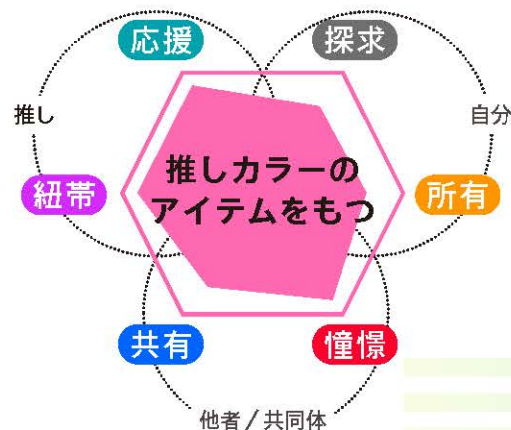 応援
探求
推し
自分
紐帯
推しカラーの
アイテムをもつ
所有
共有
憧憬
他者/共同体